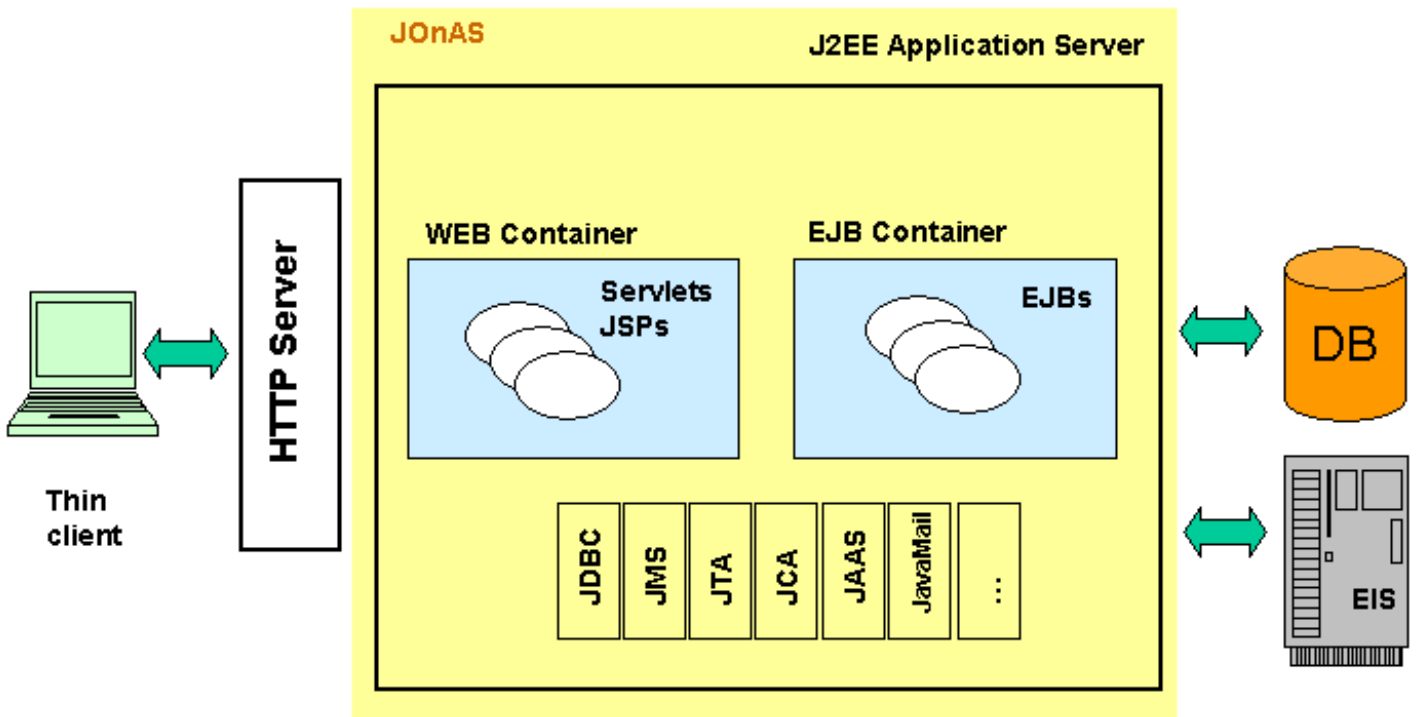 JOnAS
J2EE Application Server
WEB Container
EJB Container
Servlets
JSPs
EJBs
HTTP Server
Thin
client
DB
EIS
JDBC
JMS
JTA
JCA
JAAS
JavaMail
...